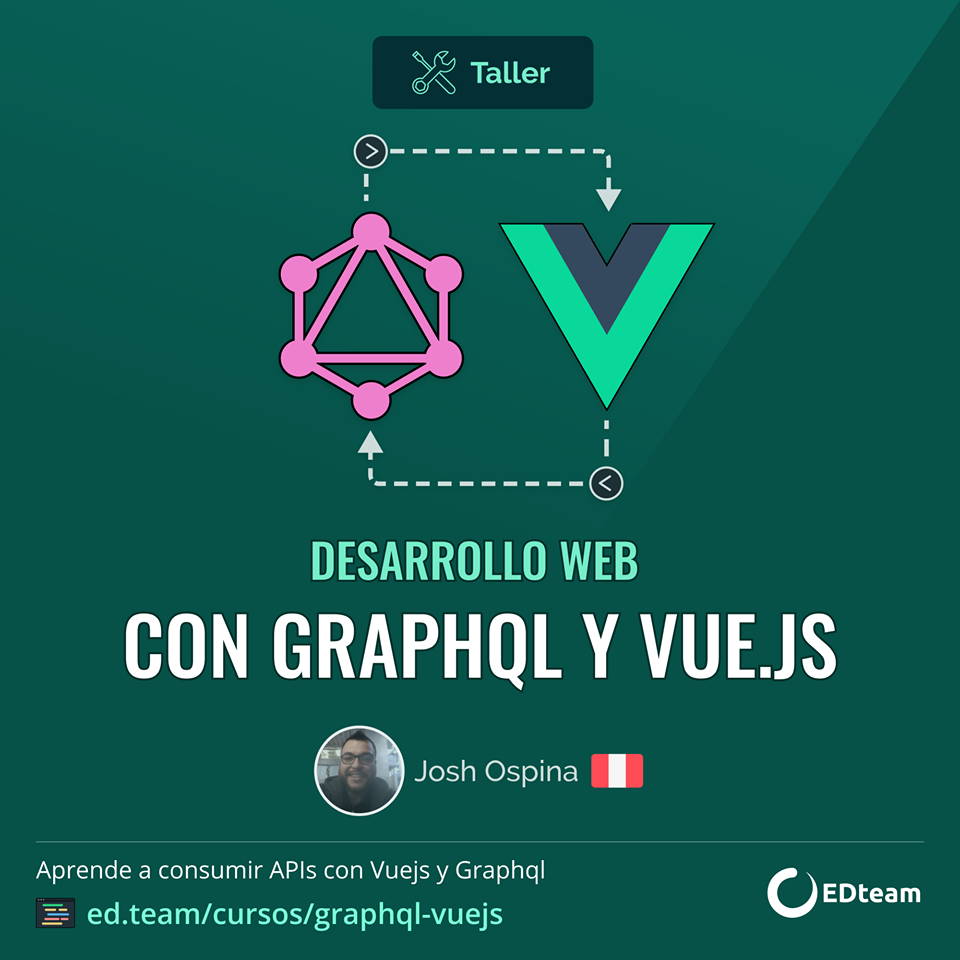 Taller
DESARROLLO WEB
CON GRAPHQL Y VUE.JS
Josh Ospina
Aprende a consumir APIs con Vuejs y Graphql
ed.team/cursos/graphql-vuejs
EDteam